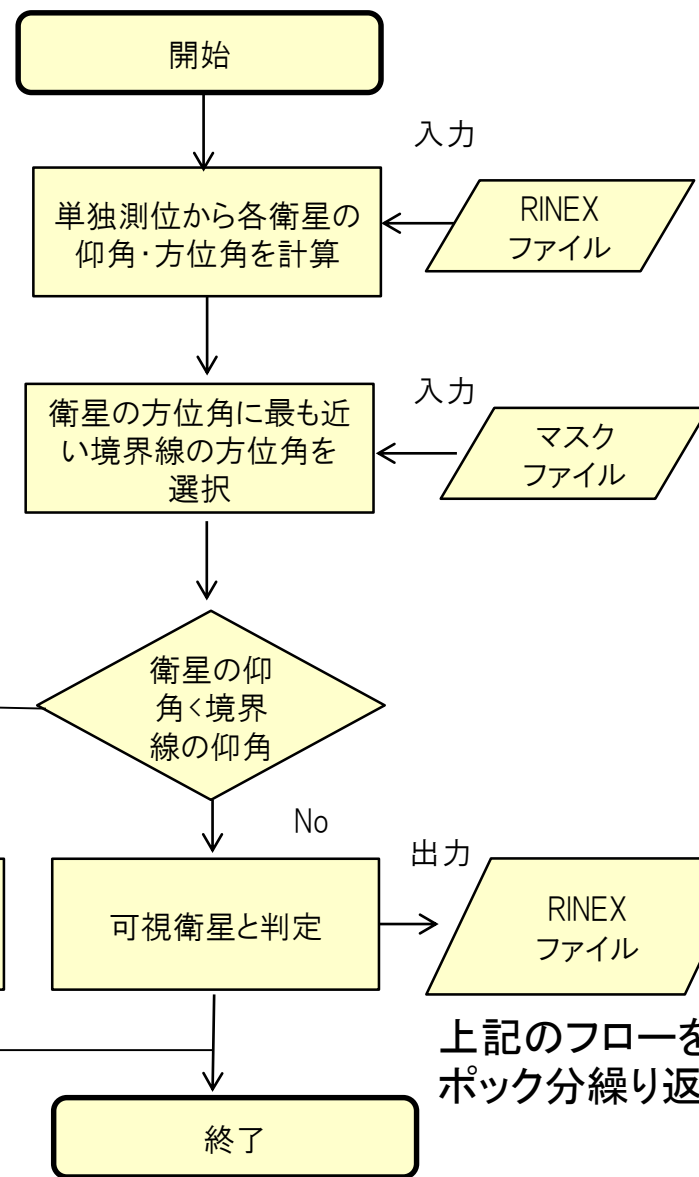 開始
入力
単独測位から各衛星の
仰角・方位角を計算
RINEX
ファイル
入力
衛星の方位角に最も近
い境界線の方位角を
選択
マスク
ファイル
衛星の仰
角<境界
線の仰角
No
出力
可視衛星と判定
RINEX
ファイル
上記のフローを
ポック分繰り返
終了